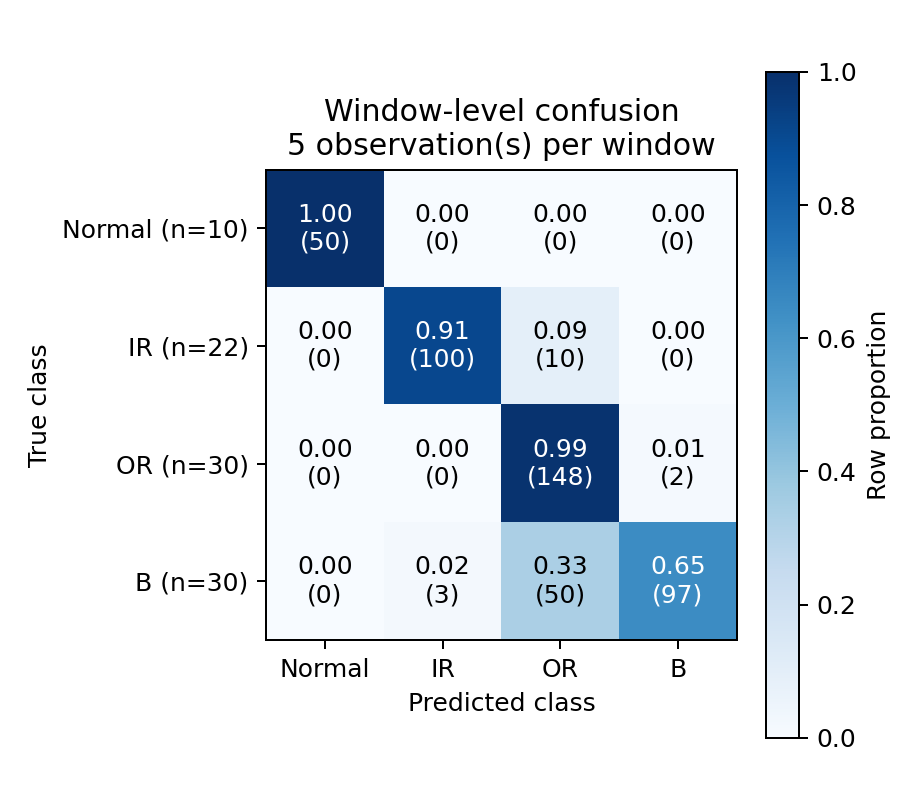 Window-level confusion
5 observation(s) per window
Normal (n=10)
1.00
(50)
0.00
(0)
0.00
(0)
0.00
(0)
IR (n=22)
0.00
(0)
0.91
(100)
0.09
(10)
0.00
(0)
OR (n=30)
0.00
(0)
0.00
(0)
0.99
(148)
0.01
(2)
B (n=30)
0.00
(0)
0.02
(3)
0.33
(50)
0.65
(97)
Normal
IR
OR
B
Predicted class
True class
1.0
0.8
0.6
0.4
0.2
0.0
Row proportion